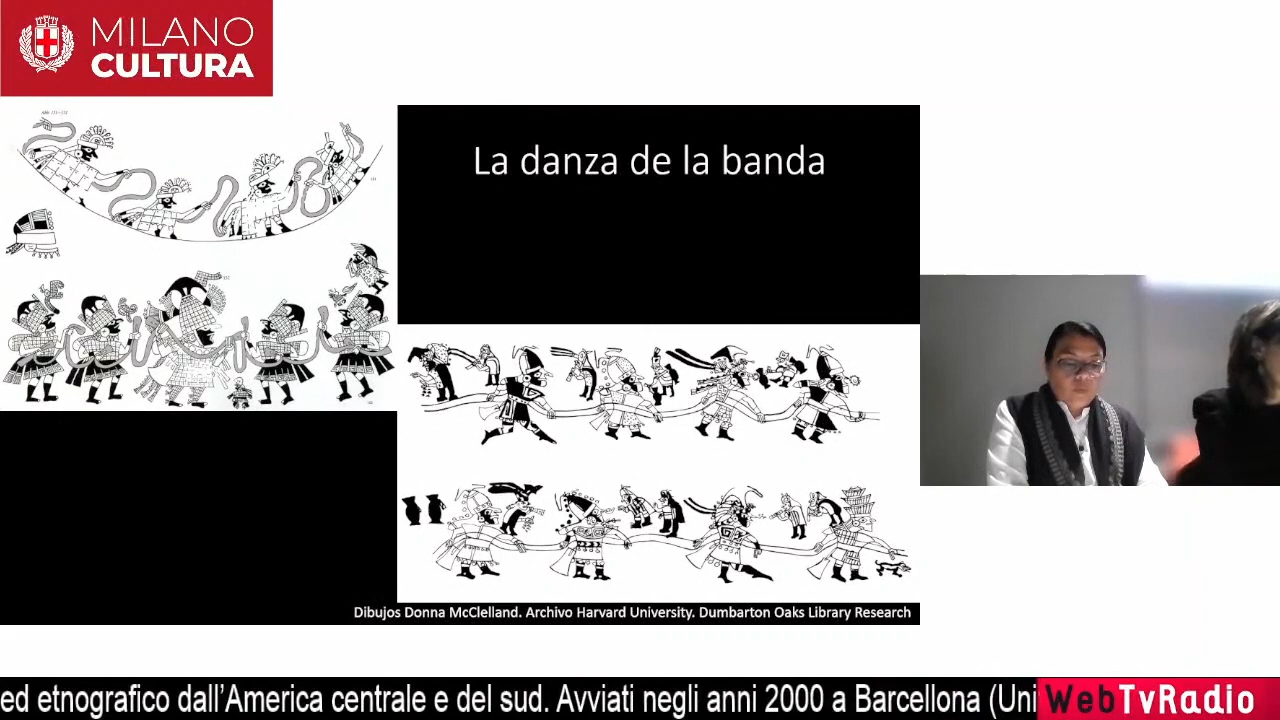 MILANO
CULTURA
La danza de la banda
Dibujos Donna McClelland. Archivo Harvard University. Dumbarton Oaks Library Research
ed etnografico dall’America centrale e del sud. Avviati negli anni 2000 a Barcellona (Uni
WebTvRadio